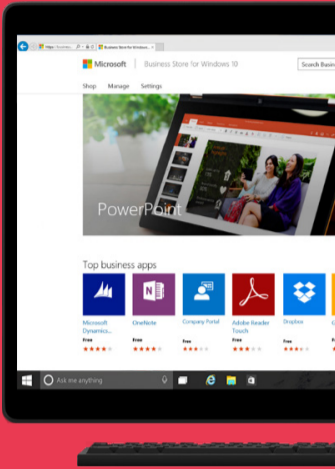 https://business...
Business Store for Windows...
Microsoft | Business Store for Windows 10
Search Busin
Shop Manage Settings
PowerPoint
Top business apps
Microsoft Dynamics...
OneNote
Company Portal
Adobe Reader Touch
Dropbox
Free
Free
Free
Free
Free
Ask me anything